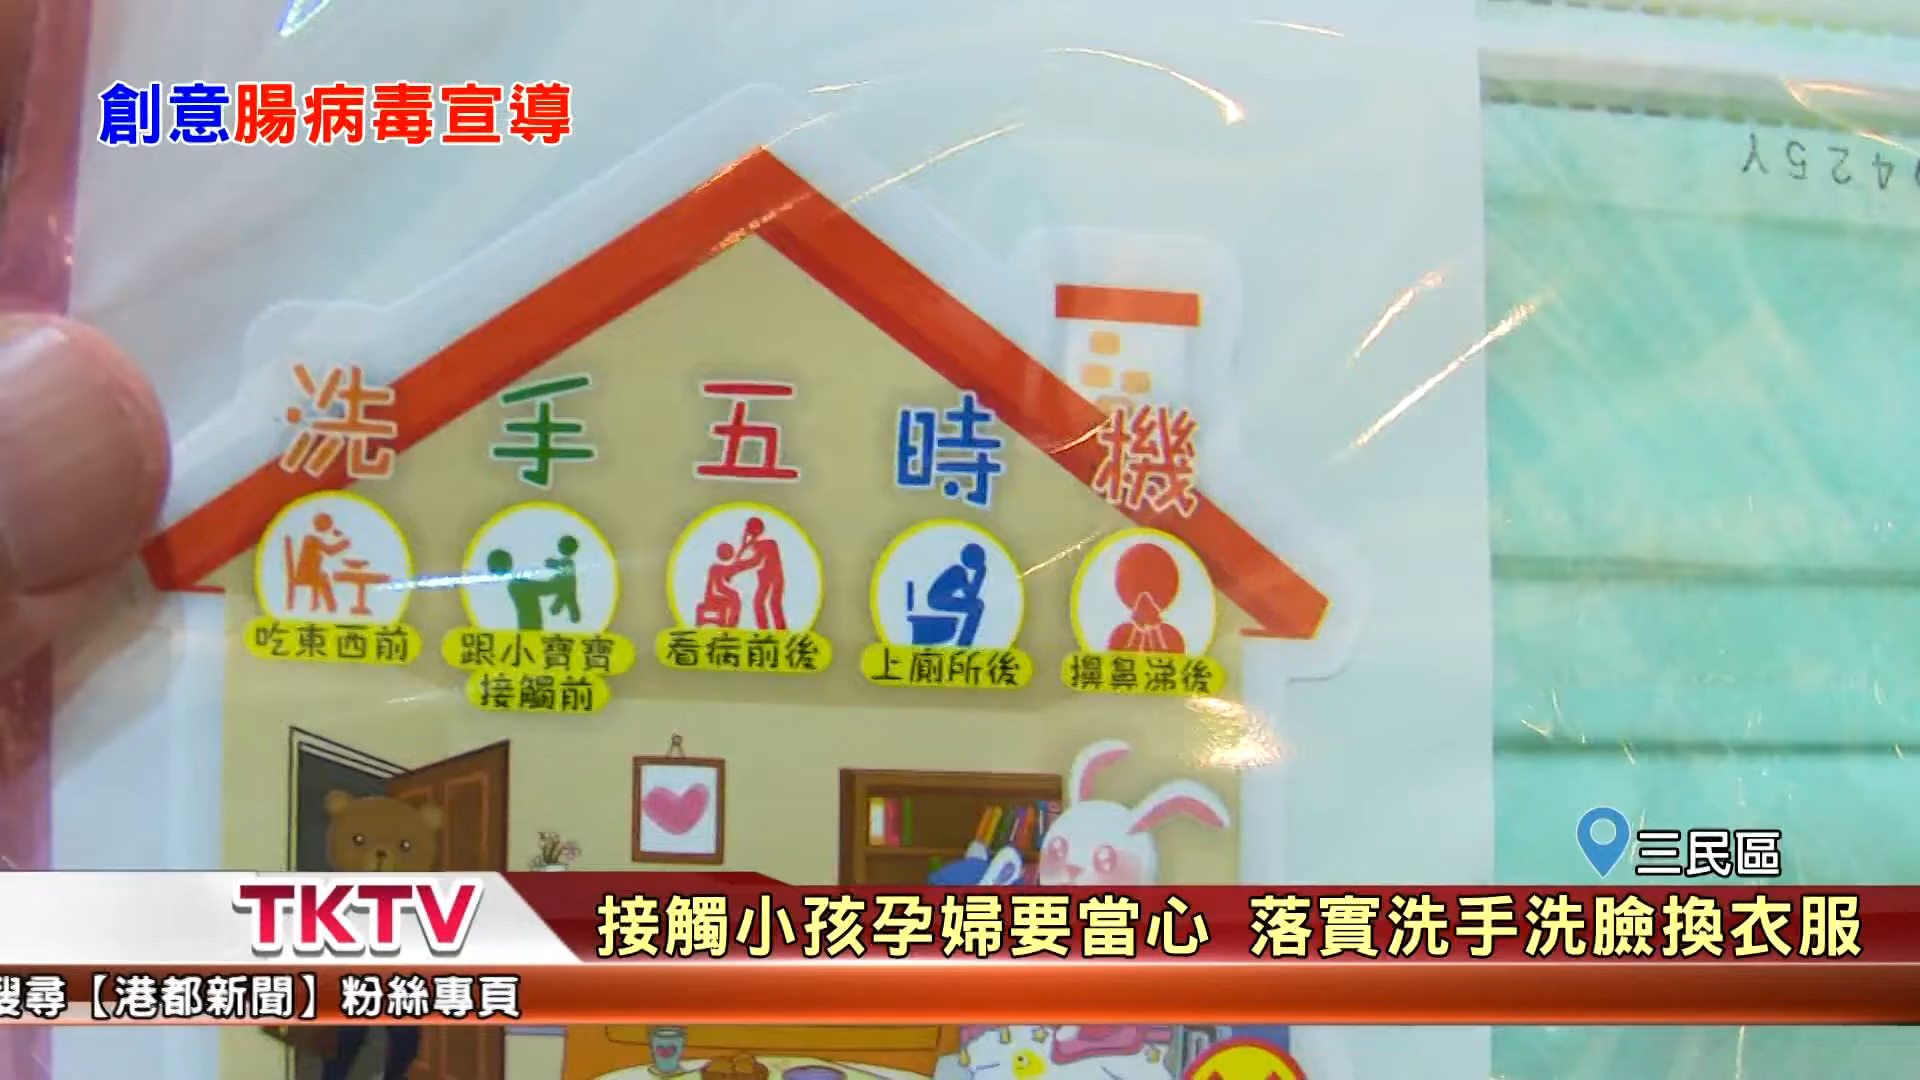 創意腸病毒宣導
洗手五時機
吃東西前
跟小寶寶
接觸前
看病前後
上廁所後
擤鼻涕後
三民區
TKTV
接觸小孩孕婦要當心 落實洗手洗臉換衣服
搜尋【港都新聞】粉絲專頁